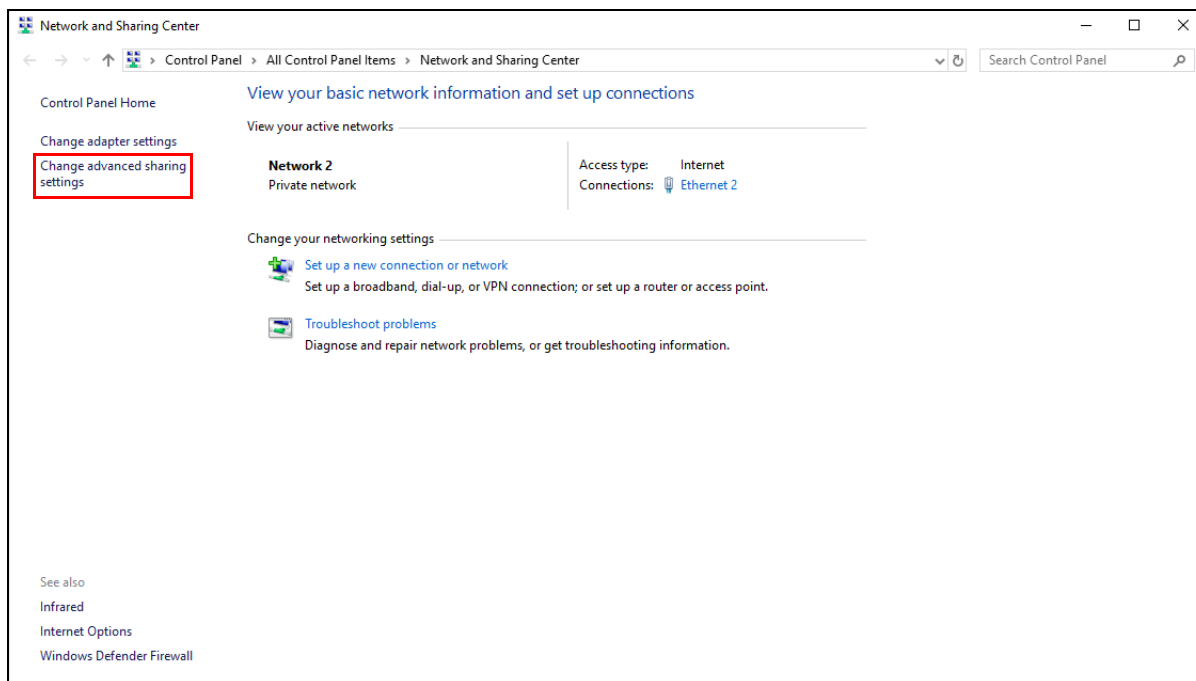 Network and Sharing Center
Control Panel > All Control Panel Items > Network and Sharing Center
Search Control Panel
Control Panel Home
Change adapter settings
Change advanced sharing
settings
View your basic network information and set up connections
View your active networks
Network 2
Private network
Access type: Internet
Connections: Ethernet 2
Change your networking settings
Set up a new connection or network
Set up a broadband, dial-up, or VPN connection; or set up a router or access point.
Troubleshoot problems
Diagnose and repair network problems, or get troubleshooting information.
See also
Infrared
Internet Options
Windows Defender Firewall